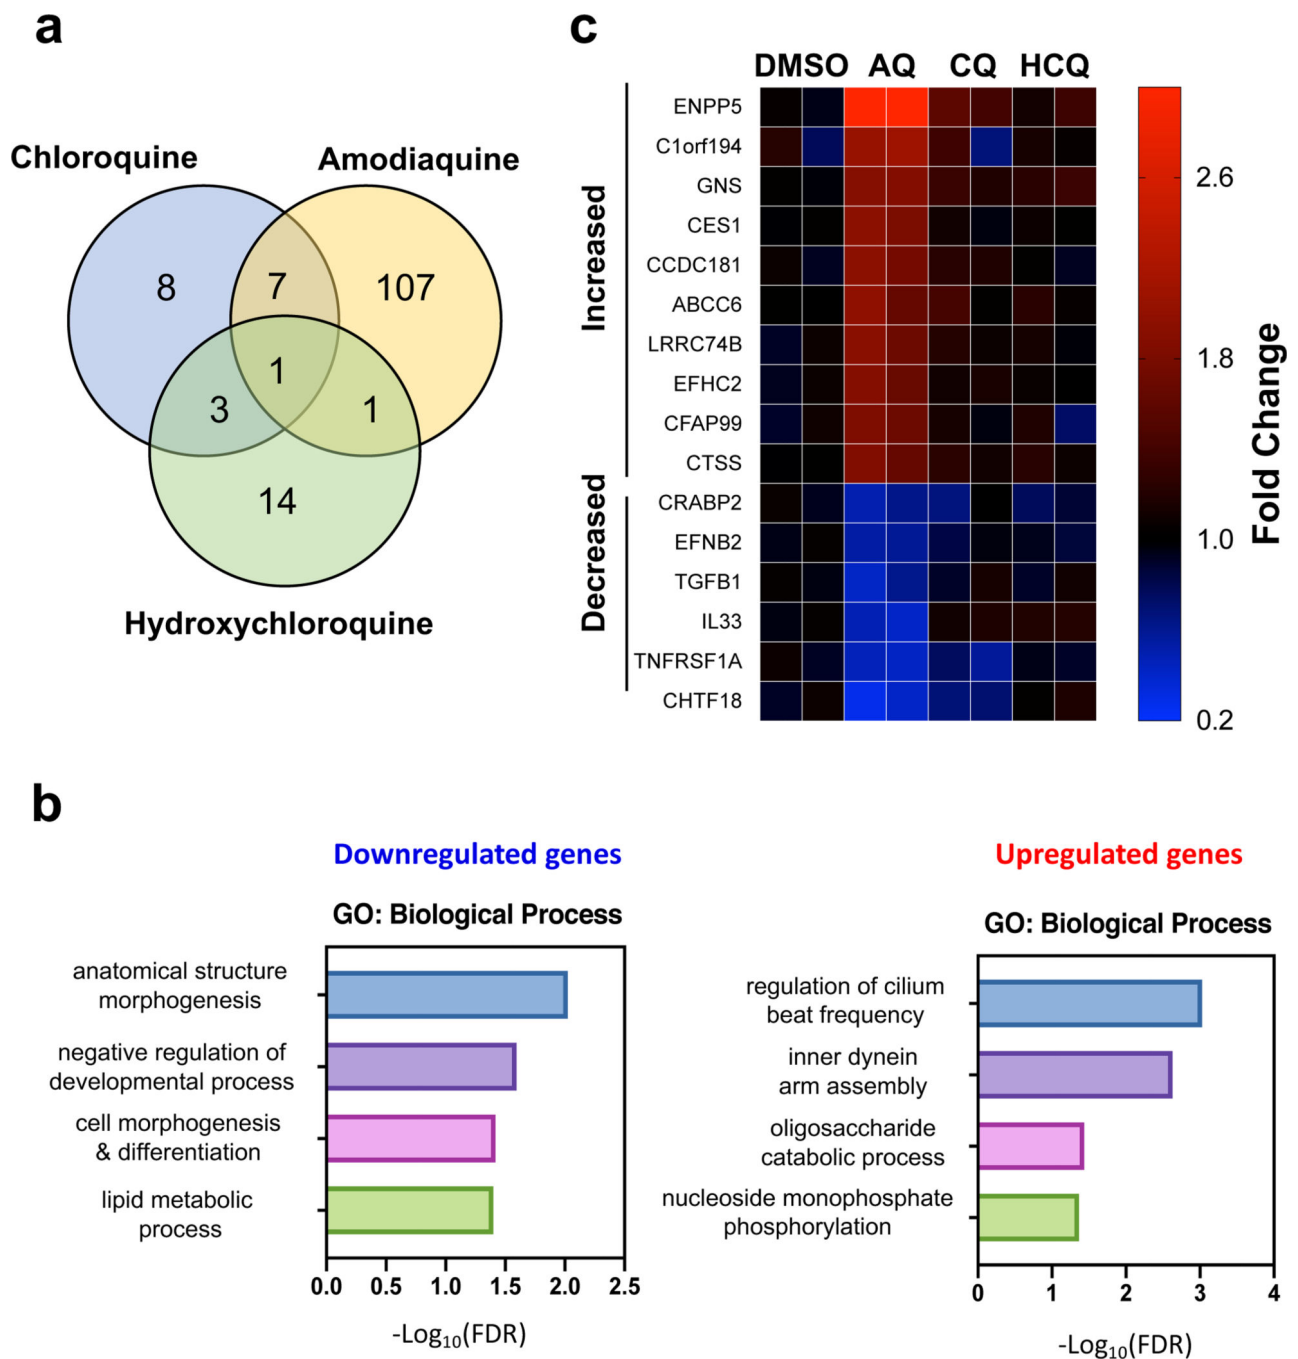 a
Chloroquine
Amodiaquine
8
7
107
1
3
1
14
Hydroxychloroquine
c
DMSO AQ CQ HCQ
Increased
ENPP5
C1orf194
GNS
CES1
CCDC181
ABCC6
LRRC74B
EFHC2
CFAP99
CTSS
Decreased
CRABP2
EFNB2
TGFB1
IL33
TNFRSF1A
CHTF18
2.6
1.8
1.0
0.2
Fold Change
b
Downregulated genes
GO: Biological Process
anatomical structure
morphogenesis
negative regulation of
developmental process
cell morphogenesis
& differentiation
lipid metabolic
process
0.0 0.5 1.0 1.5 2.0 2.5
-Log₁₀(FDR)
Upregulated genes
GO: Biological Process
regulation of cilium
beat frequency
inner dynein
arm assembly
oligosaccharide
catabolic process
nucleoside monophosphate
phosphorylation
0 1 2 3 4
-Log₁₀(FDR)